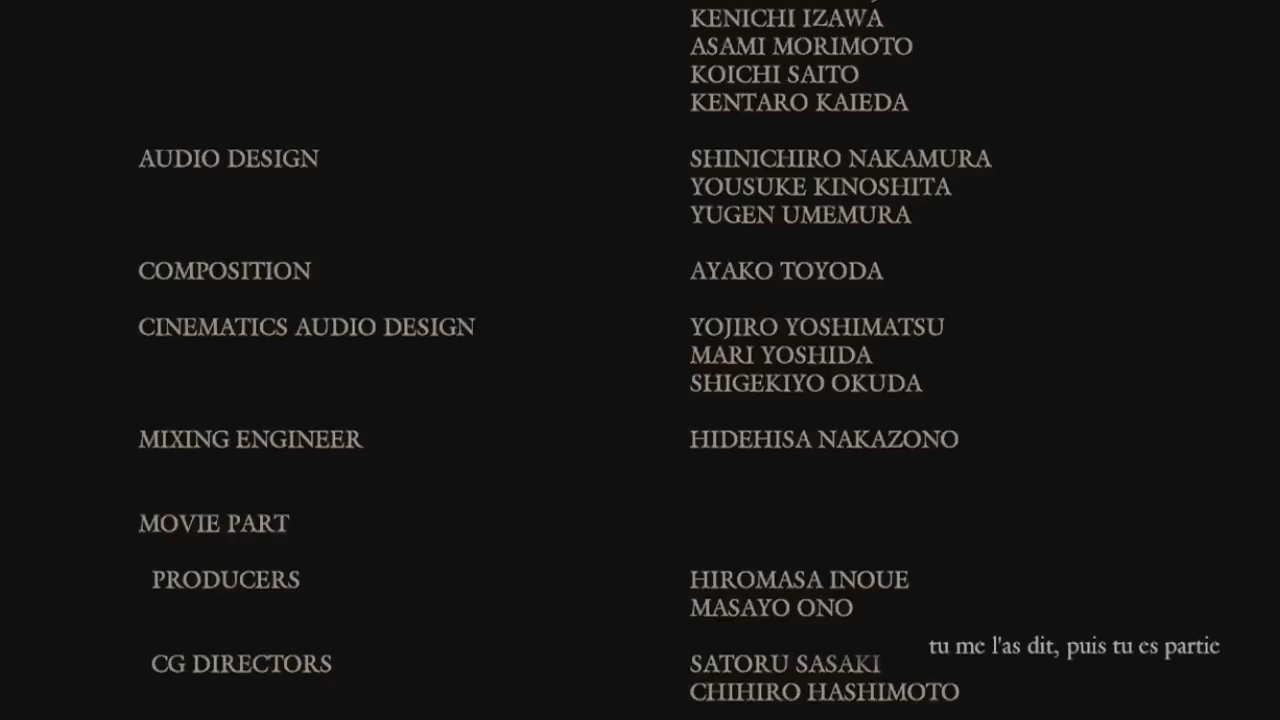 KENICHI IZAWA
ASAMI MORIMOTO
KOICHI SAITO
KENTARO KAIEDA
AUDIO DESIGN SHINICHIRO NAKAMURA
YOUSUKE KINOSHITA
YUGEN UMEMURA
COMPOSITION AYAKO TOYODA
CINEMATICS AUDIO DESIGN YOJIRO YOSHIMATSU
MARI YOSHIDA
SHIGEKIYO OKUDA
MIXING ENGINEER HIDEHISA NAKAZONO
MOVIE PART
PRODUCERS HIROMASA INOUE
MASAYO ONO
tu me l'as dit, puis tu es partie
CG DIRECTORS SATORU SASAKI
CHIHIRO HASHIMOTO